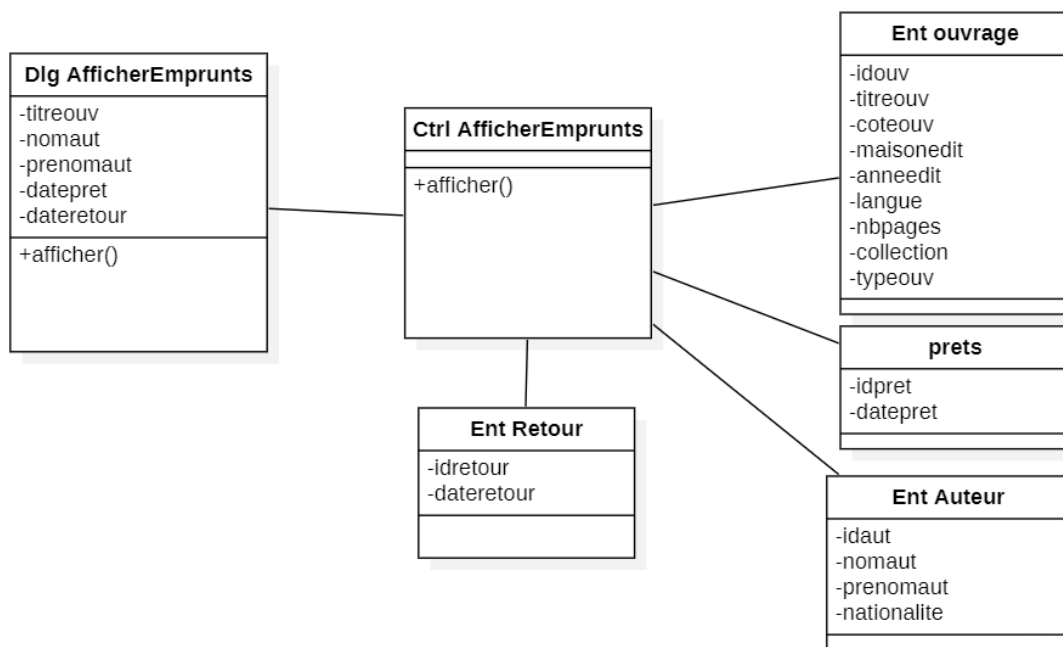 Dlg AfficherEmprunts
-titreouv
-nomaut
-prenomaut
-datepret
-dateretour
+afficher()
Ctrl AfficherEmprunts
+afficher()
Ent ouvrage
-idouv
-titreouv
-coteouv
-maisonedit
-anneedit
-langue
-nbpages
-collection
-typeouv
prets
-idpret
-datepret
Ent Retour
-idretour
-dateretour
Ent Auteur
-idaut
-nomaut
-prenomaut
-nationalite